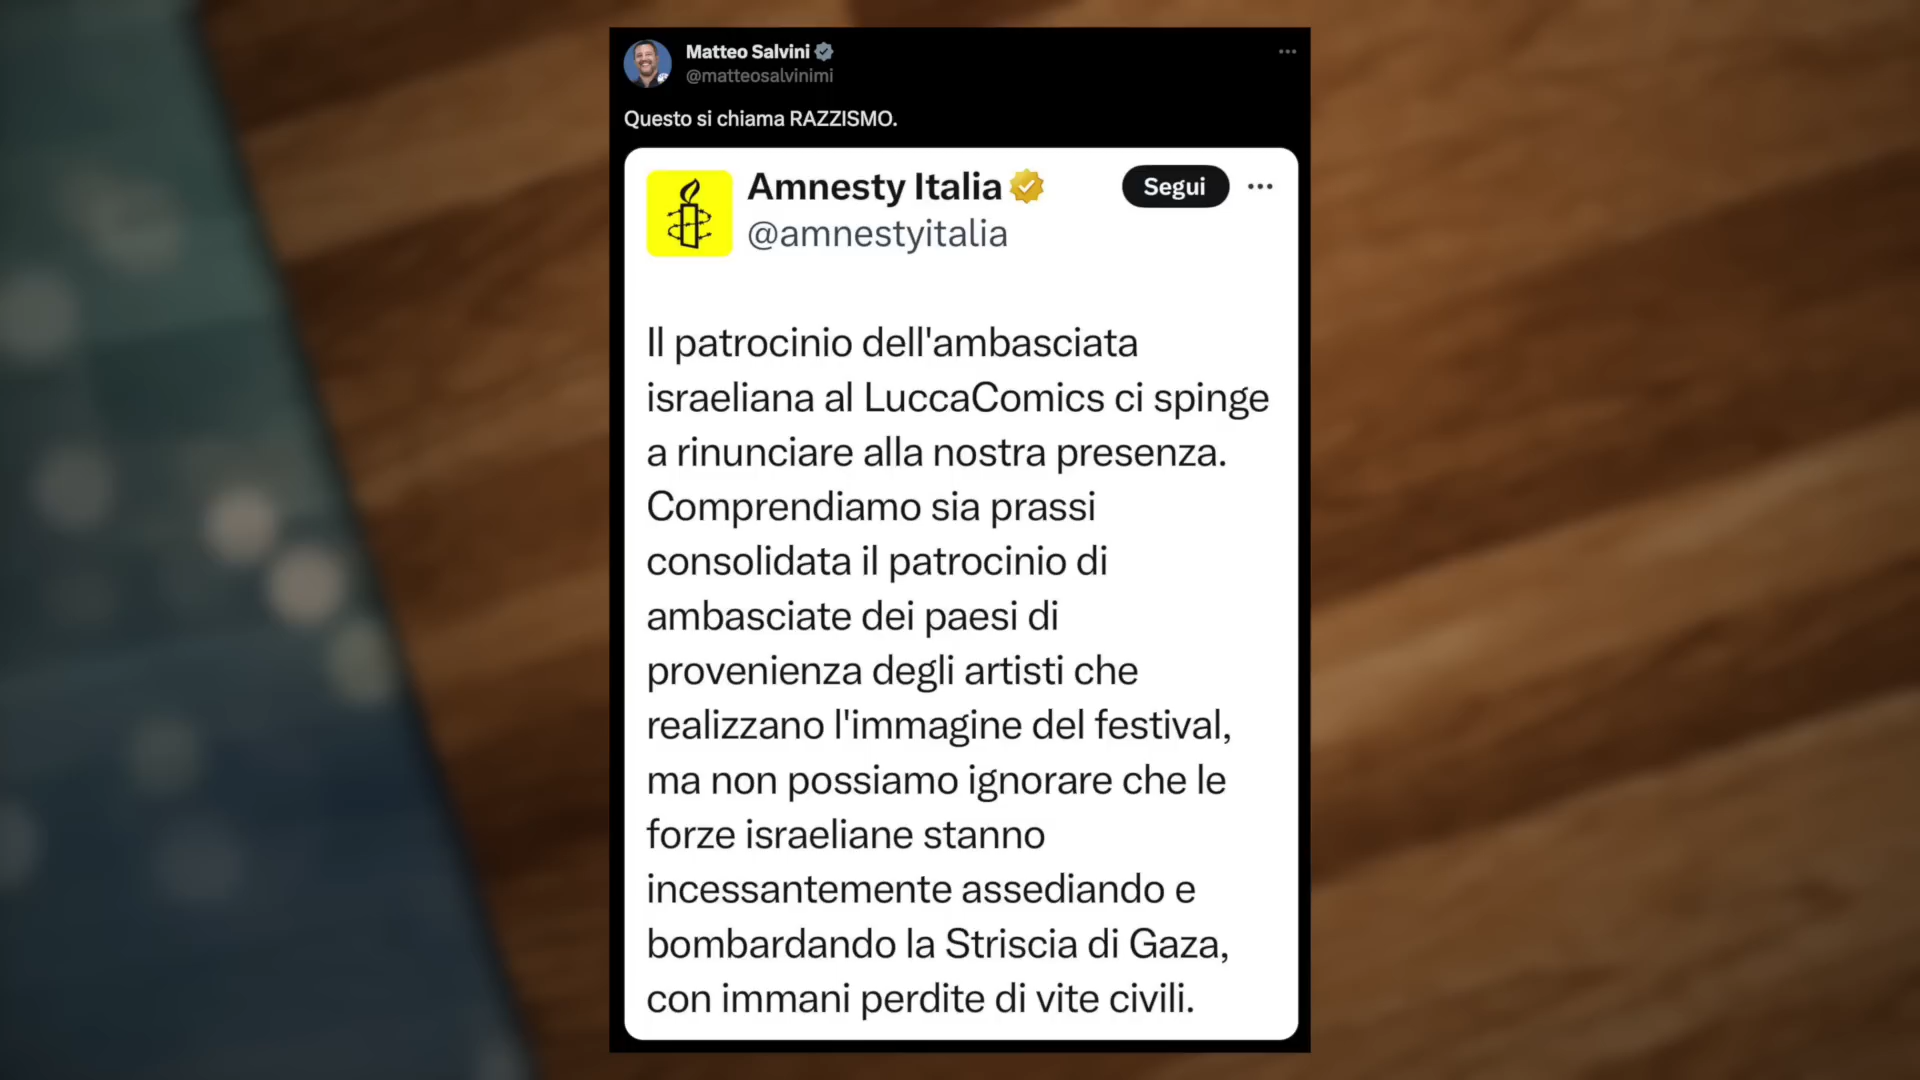 Matteo Salvini
@matteosalvinimi
Questo si chiama RAZZISMO.
Amnesty Italia
Segui
@amnestyitalia
Il patrocinio dell'ambasciata
israeliana al LuccaComics ci spinge
a rinunciare alla nostra presenza.
Comprendiamo sia prassi
consolidata il patrocinio di
ambasciate dei paesi di
provenienza degli artisti che
realizzano l'immagine del festival,
ma non possiamo ignorare che le
forze israeliane stanno
incessantemente assediando e
bombardando la Striscia di Gaza,
con immani perdite di vite civili.